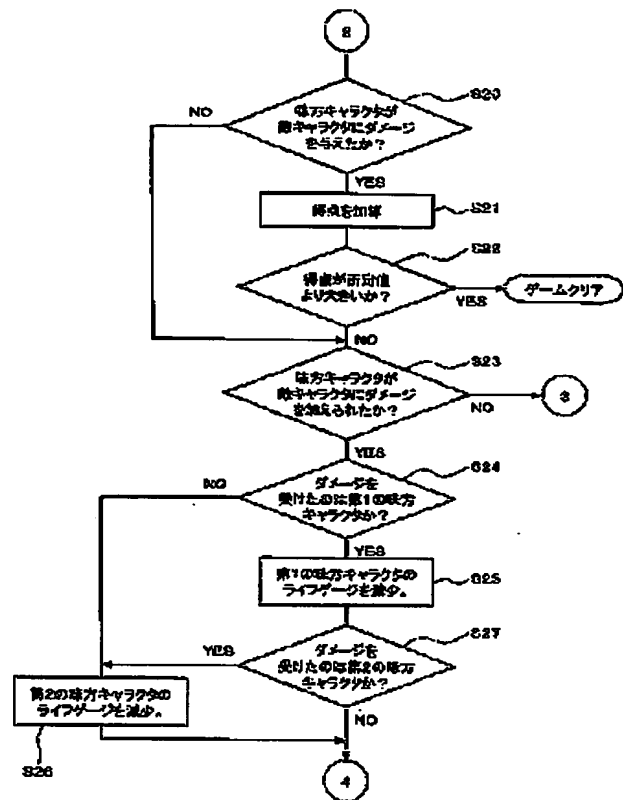 2
味方キャラクタが
敵キャラクタにダメージ
を与えたか?
S20
NO
YES
得点を加算
S21
得点が所定値
より大きいか?
S22
YES
ゲームクリア
NO
味方キャラクタが
敵キャラクタにダメージ
を加えられたか?
S23
NO
3
YES
ダメージを
受けたのは第1の味方
キャラクタか?
S24
NO
YES
第1の味方キャラクタの
ライフゲージを減少。
S25
ダメージを
受けたのは第2の味方
キャラクタか?
S27
YES
第2の味方キャラクタの
ライフゲージを減少。
S26
NO
4